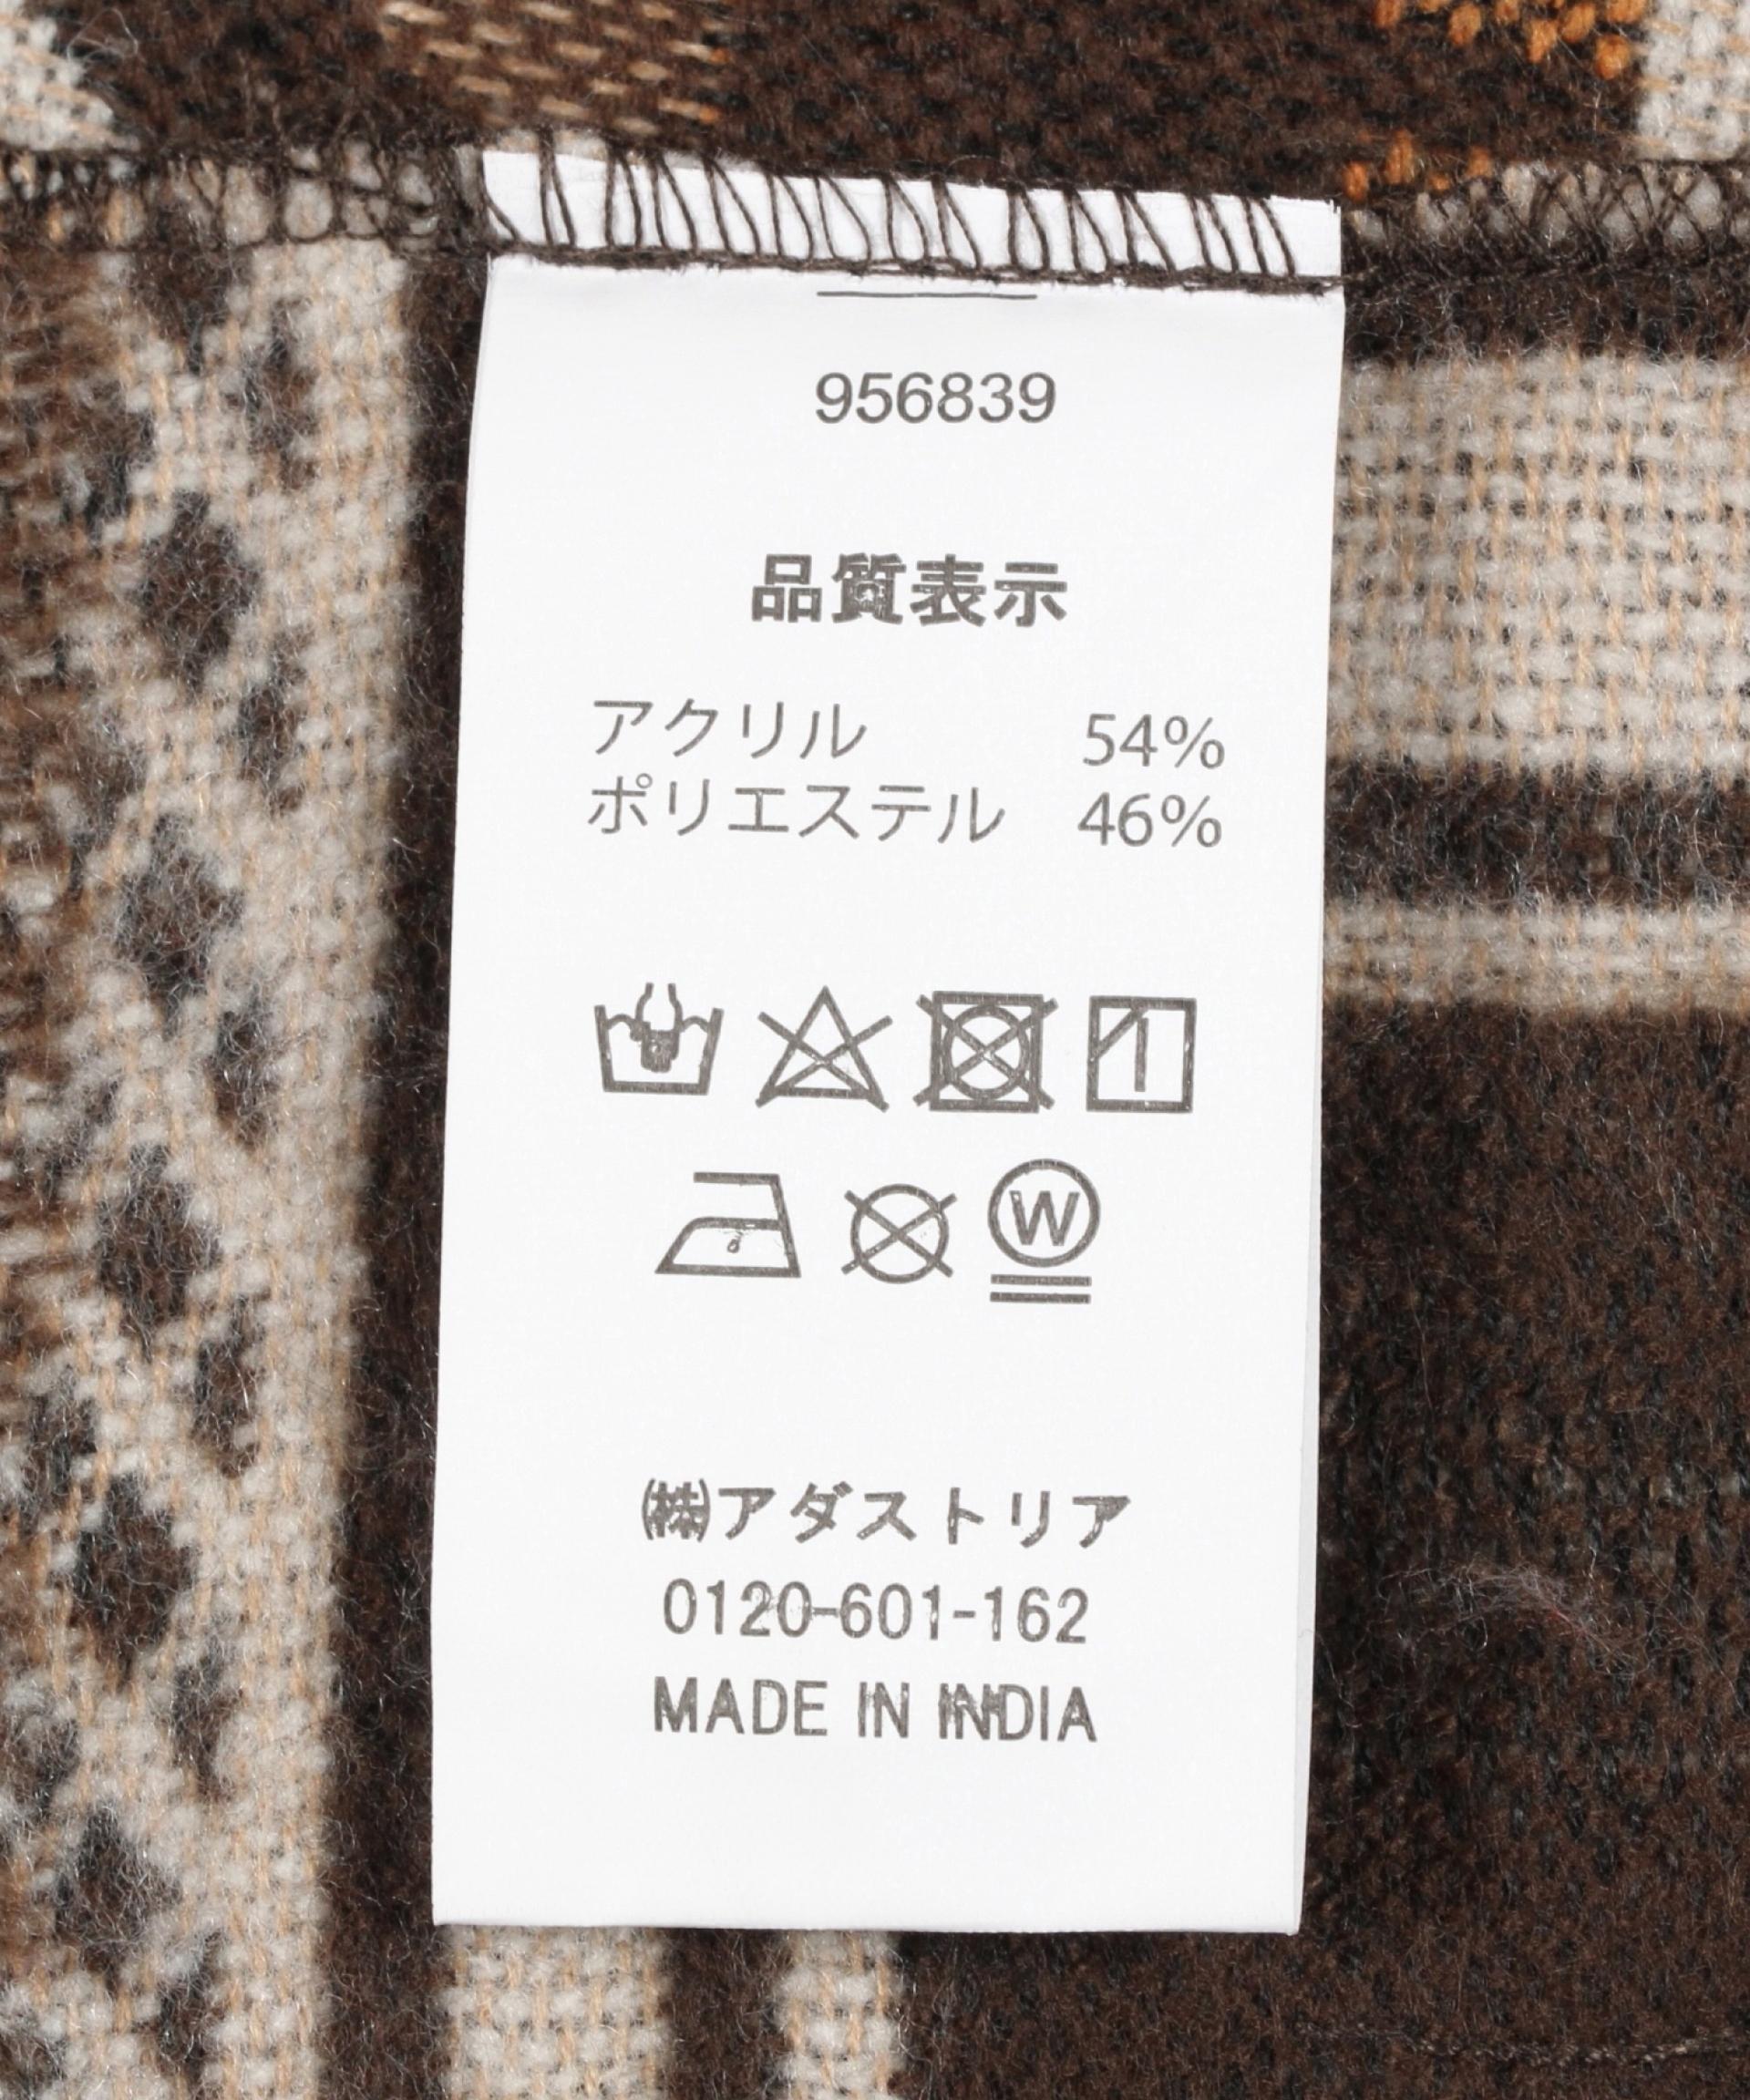 956839
品質表示
アクリル 54%
ポリエステル 46%
W
㈱アダストリア
0120-601-162
MADE IN INDIA